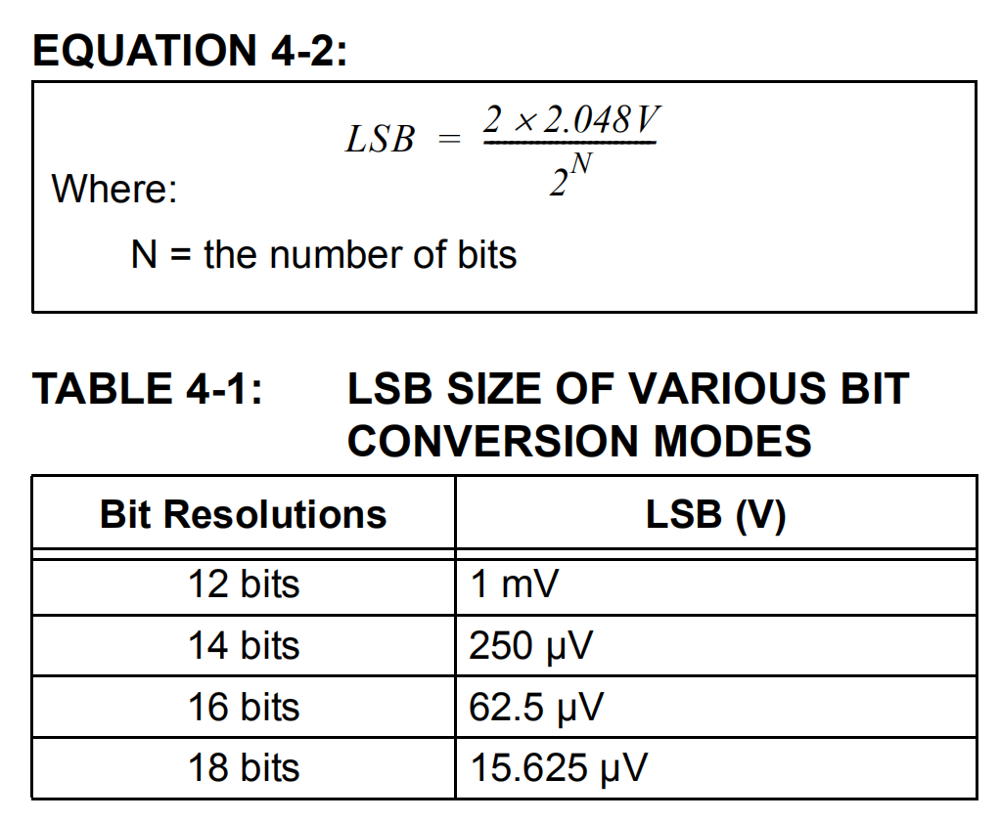 EQUATION 4-2:
LSB = \frac{2 × 2.048 V}{2^N}
Where:
N = the number of bits
TABLE 4-1: LSB SIZE OF VARIOUS BIT
CONVERSION MODES
Bit Resolutions LSB (V)
12 bits 1 mV
14 bits 250 µV
16 bits 62.5 µV
18 bits 15.625 µV